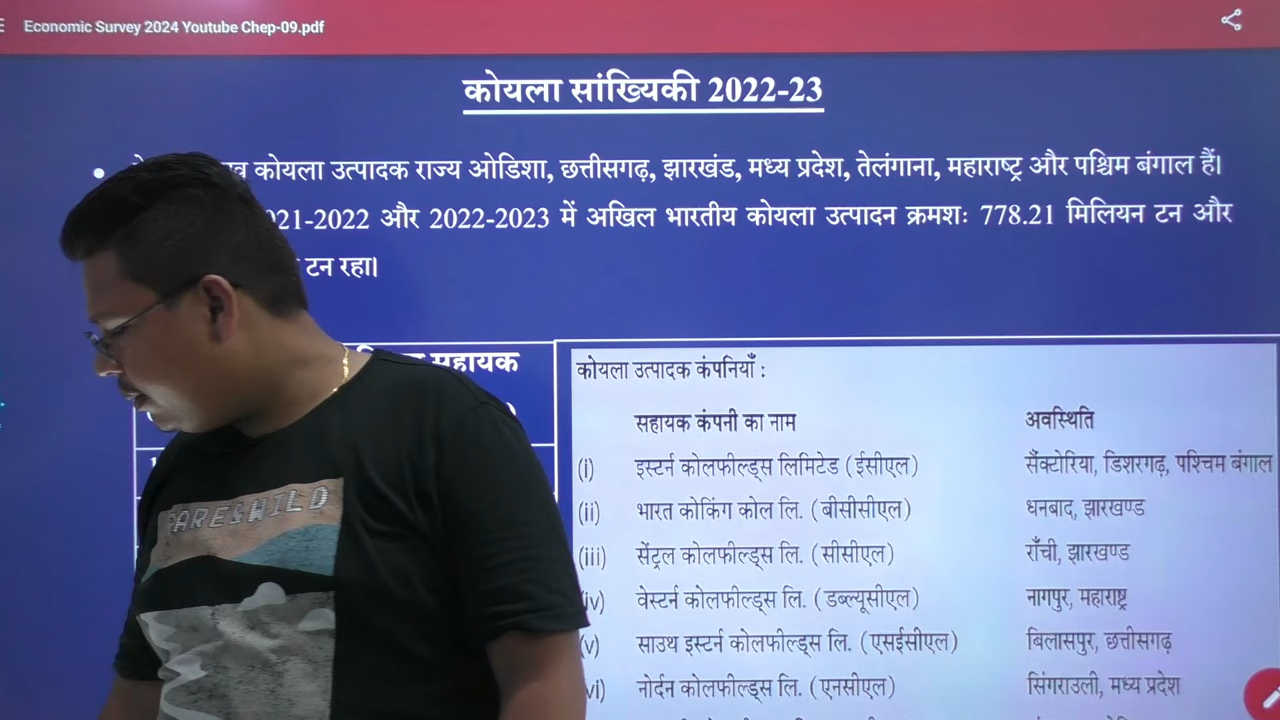 Economic Survey 2024 Youtube Chep-09.pdf
कोयला सांख्यिकी 2022-23
कोयला उत्पादक राज्य ओडिशा, छत्तीसगढ़, झारखंड, मध्य प्रदेश, तेलंगाना, महाराष्ट्र और पश्चिम बंगाल हैं।
021-2022 और 2022-2023 में अखिल भारतीय कोयला उत्पादन क्रमशः 778.21 मिलियन टन और
टन रहा।
सहायक
कोयला उत्पादक कंपनियाँ :
सहायक कंपनी का नाम अवस्थिति
(i) इस्टर्न कोलफील्ड्स लिमिटेड (ईसीएल) सैंक्टोरिया, डिशरगढ़, पश्चिम बंगाल
(ii) भारत कोकिंग कोल लि. (बीसीसीएल) धनबाद, झारखण्ड
(iii) सेंट्रल कोलफील्ड्स लि. (सीसीएल) राँची, झारखण्ड
iv) वेस्टर्न कोलफील्ड्स लि. (डब्ल्यूसीएल) नागपुर, महाराष्ट्र
(v) साउथ इस्टर्न कोलफील्ड्स लि. (एसईसीएल) बिलासपुर, छत्तीसगढ़
vi) नोर्दन कोलफील्ड्स लि. (एनसीएल) सिंगराउली, मध्य प्रदेश
PARE&WILD